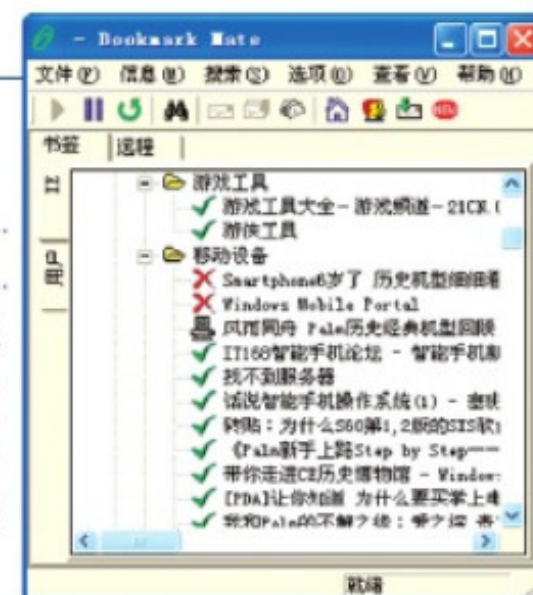 - Bookmark Mate
文件(F) 信息(M) 搜索(S) 选项(O) 查看(V) 帮助(H)
书签 远程
IE
用户
游戏工具
游戏工具大全-游戏频道-21CN.(
游侠工具
移动设备
Smartphone6岁了 历史机型细细看
Windows Mobile Portal
风雨同舟 Palm历史经典机型回顾
IT168智能手机论坛 - 智能手机
找不到服务器
话说智能手机操作系统(1) - 塞班
转贴：为什么S60第1,2版的SIS软
《Palm新手上路Step by Step——
带你走进CE历史博物馆 - Window
[PDA]让你知道 为什么要买掌上电
我和Palm的不解之缘：
就绪